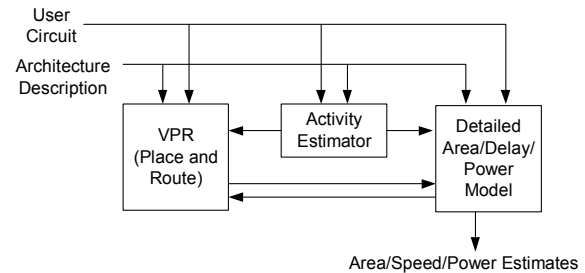 User
Circuit
Architecture
Description
VPR
(Place and
Route)
Activity
Estimator
Detailed
Area/Delay/
Power
Model
Area/Speed/Power Estimates